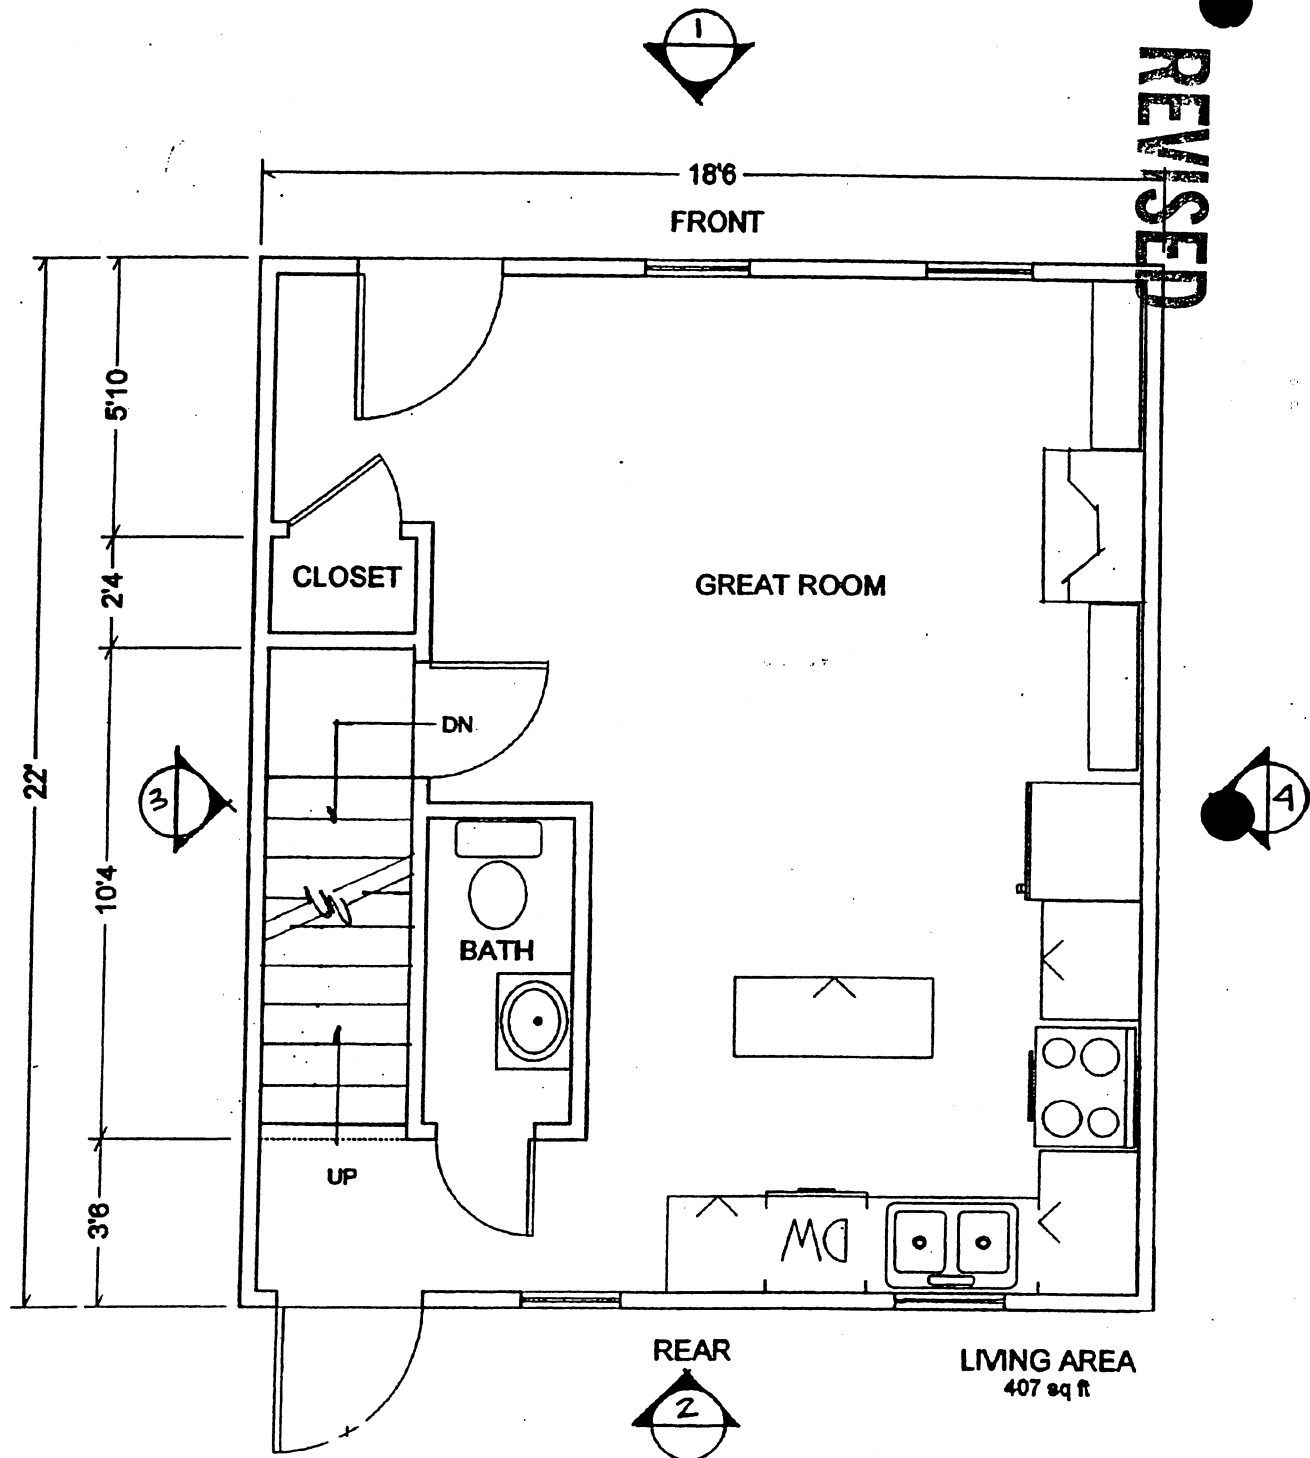 1
REVISED
18'6
FRONT
5'10
2'4
CLOSET
GREAT ROOM
DN
22'
3
4
10'4
BATH
UP
3'6
DW
REAR
LIVING AREA
407 sq ft
2